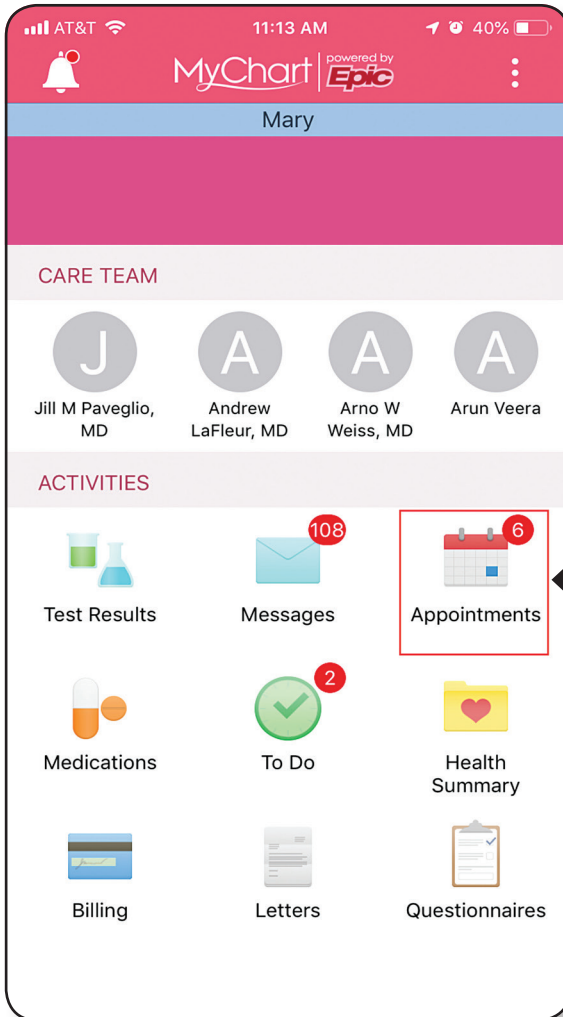 AT&T 11:13 AM 40%
MyChart powered by Epic
Mary
CARE TEAM
J A A A
Jill M Paveglio, MD
Andrew LaFleur, MD
Arno W Weiss, MD
Arun Veera
ACTIVITIES
108 6
Test Results Messages Appointments
2
Medications To Do Health Summary
Billing Letters Questionnaires